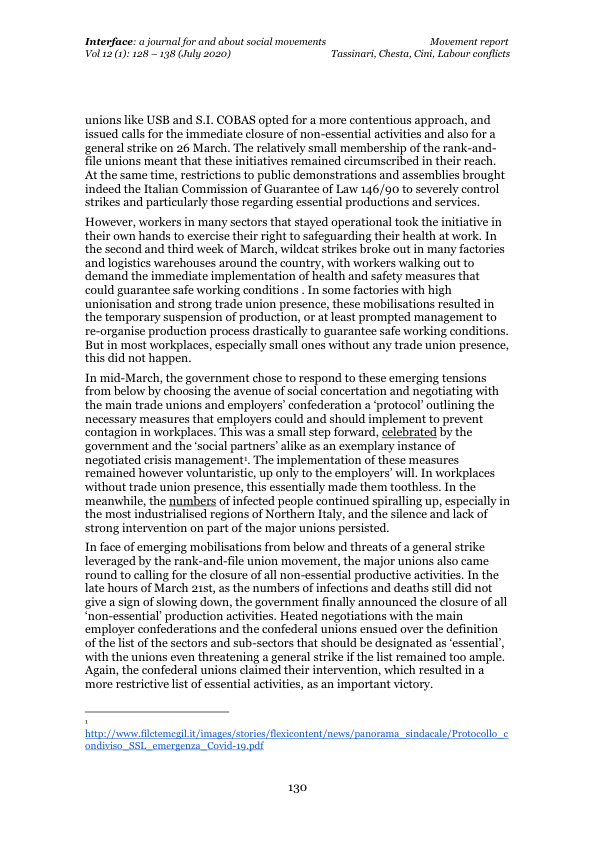 Interface: a journal for and about social movements Movement report
Vol 12 (1): 128 – 138 (July 2020) Tassinari, Chesta, Cini, Labour conflicts
unions like USB and S.I. COBAS opted for a more contentious approach, and
issued calls for the immediate closure of non-essential activities and also for a
general strike on 26 March. The relatively small membership of the rank-and-
file unions meant that these initiatives remained circumscribed in their reach.
At the same time, restrictions to public demonstrations and assemblies brought
indeed the Italian Commission of Guarantee of Law 146/90 to severely control
strikes and particularly those regarding essential productions and services.
However, workers in many sectors that stayed operational took the initiative in
their own hands to exercise their right to safeguarding their health at work. In
the second and third week of March, wildcat strikes broke out in many factories
and logistics warehouses around the country, with workers walking out to
demand the immediate implementation of health and safety measures that
could guarantee safe working conditions . In some factories with high
unionisation and strong trade union presence, these mobilisations resulted in
the temporary suspension of production, or at least prompted management to
re-organise production process drastically to guarantee safe working conditions.
But in most workplaces, especially small ones without any trade union presence,
this did not happen.
In mid-March, the government chose to respond to these emerging tensions
from below by choosing the avenue of social concertation and negotiating with
the main trade unions and employers’ confederation a ‘protocol’ outlining the
necessary measures that employers could and should implement to prevent
contagion in workplaces. This was a small step forward, celebrated by the
government and the ‘social partners’ alike as an exemplary instance of
negotiated crisis management¹. The implementation of these measures
remained however voluntaristic, up only to the employers’ will. In workplaces
without trade union presence, this essentially made them toothless. In the
meanwhile, the numbers of infected people continued spiralling up, especially in
the most industrialised regions of Northern Italy, and the silence and lack of
strong intervention on part of the major unions persisted.
In face of emerging mobilisations from below and threats of a general strike
leveraged by the rank-and-file union movement, the major unions also came
round to calling for the closure of all non-essential productive activities. In the
late hours of March 21st, as the numbers of infections and deaths still did not
give a sign of slowing down, the government finally announced the closure of all
‘non-essential’ production activities. Heated negotiations with the main
employer confederations and the confederal unions ensued over the definition
of the list of the sectors and sub-sectors that should be designated as ‘essential’,
with the unions even threatening a general strike if the list remained too ample.
Again, the confederal unions claimed their intervention, which resulted in a
more restrictive list of essential activities, as an important victory.
1
http://www.filctemcgil.it/images/stories/flexicontent/news/panorama_sindacale/Protocollo_c
ondiviso_SSL_emergenza_Covid-19.pdf
130